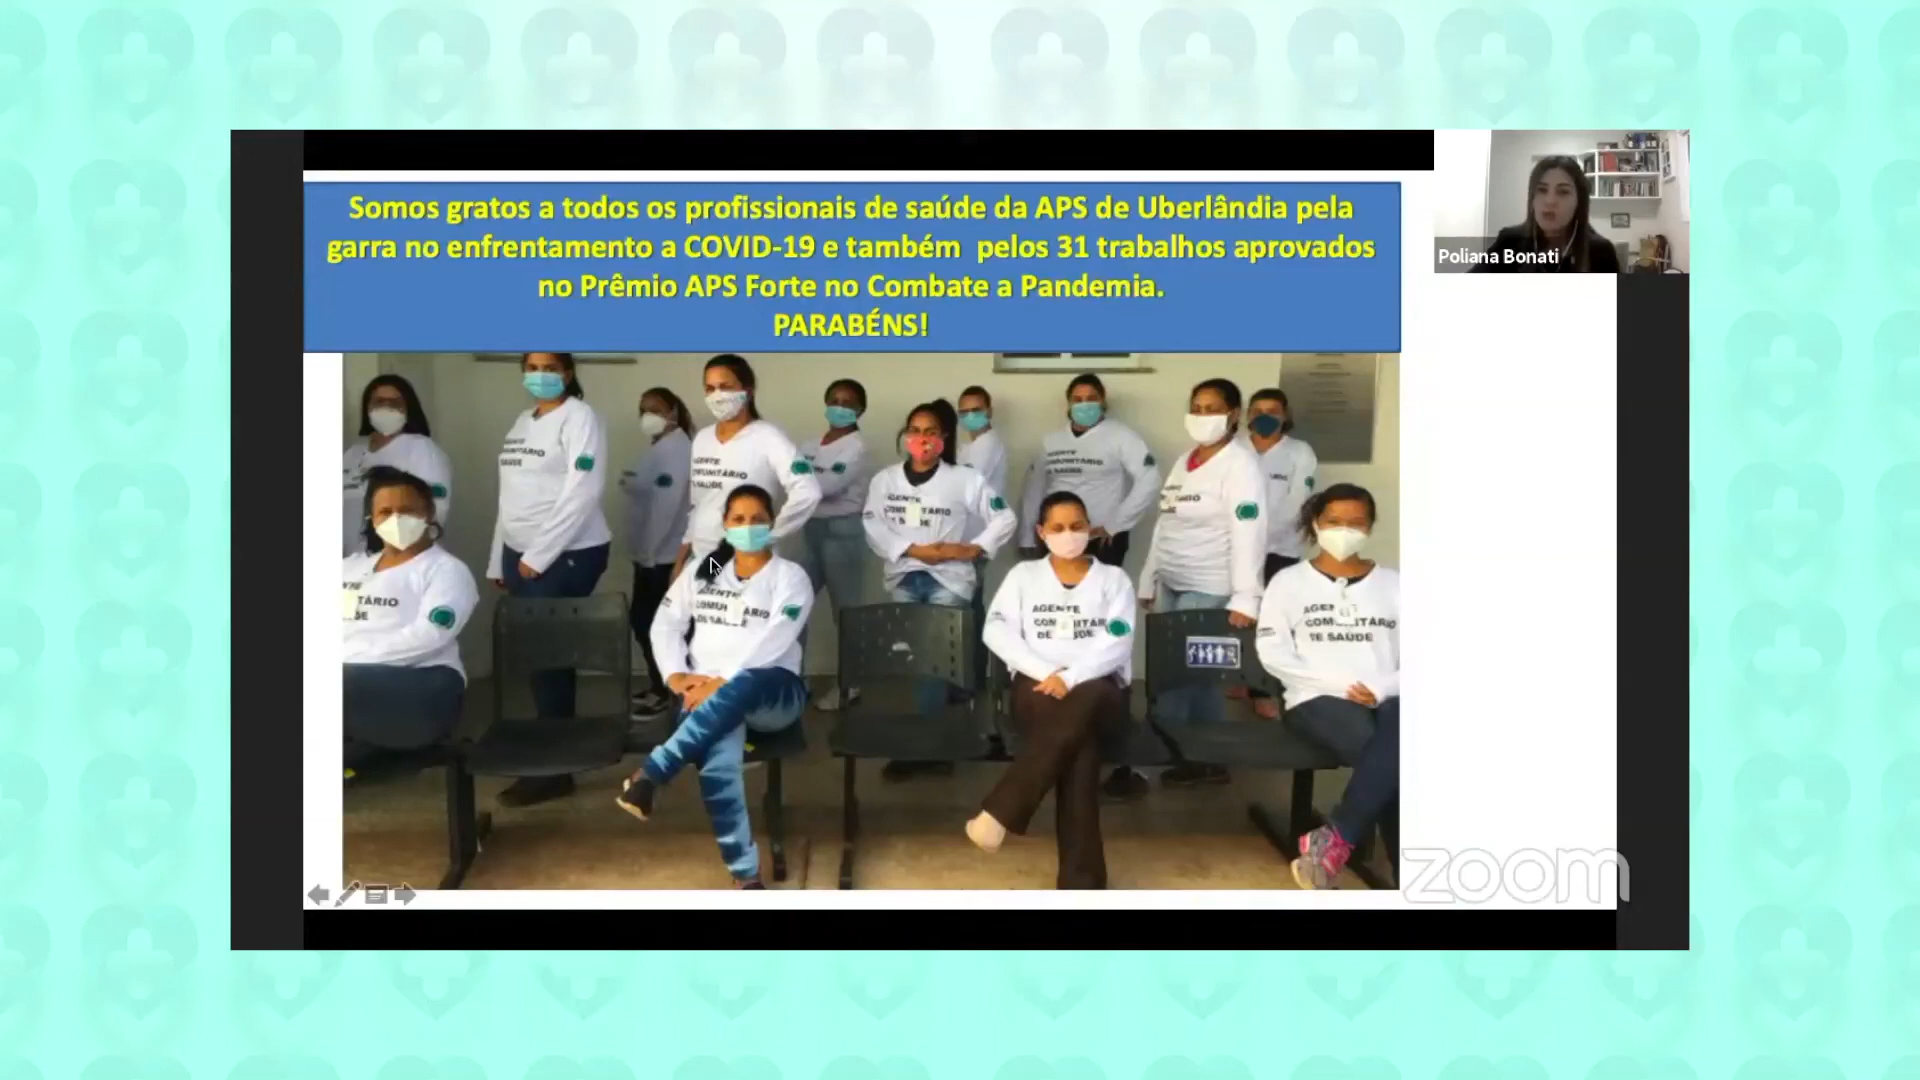 Somos gratos a todos os profissionais de saúde da APS de Uberlândia pela
garra no enfrentamento a COVID-19 e também pelos 31 trabalhos aprovados
no Prêmio APS Forte no Combate a Pandemia.
PARABÉNS!
Poliana Bonati
AGENTE
DE SAÚDE
zoom